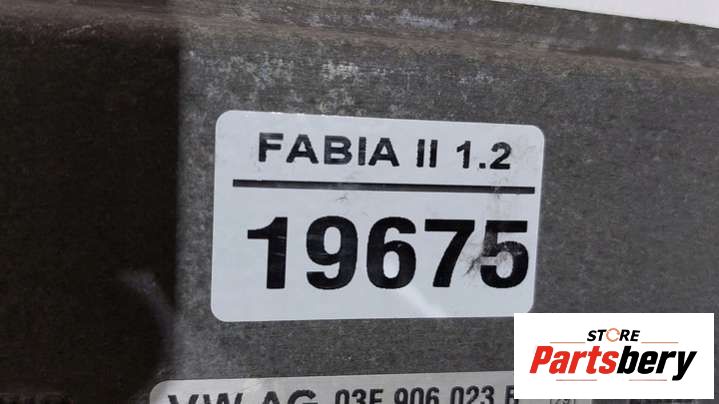 FABIA II 1.2
19675
STORE
Partsbery
VW AG 03E 906 023